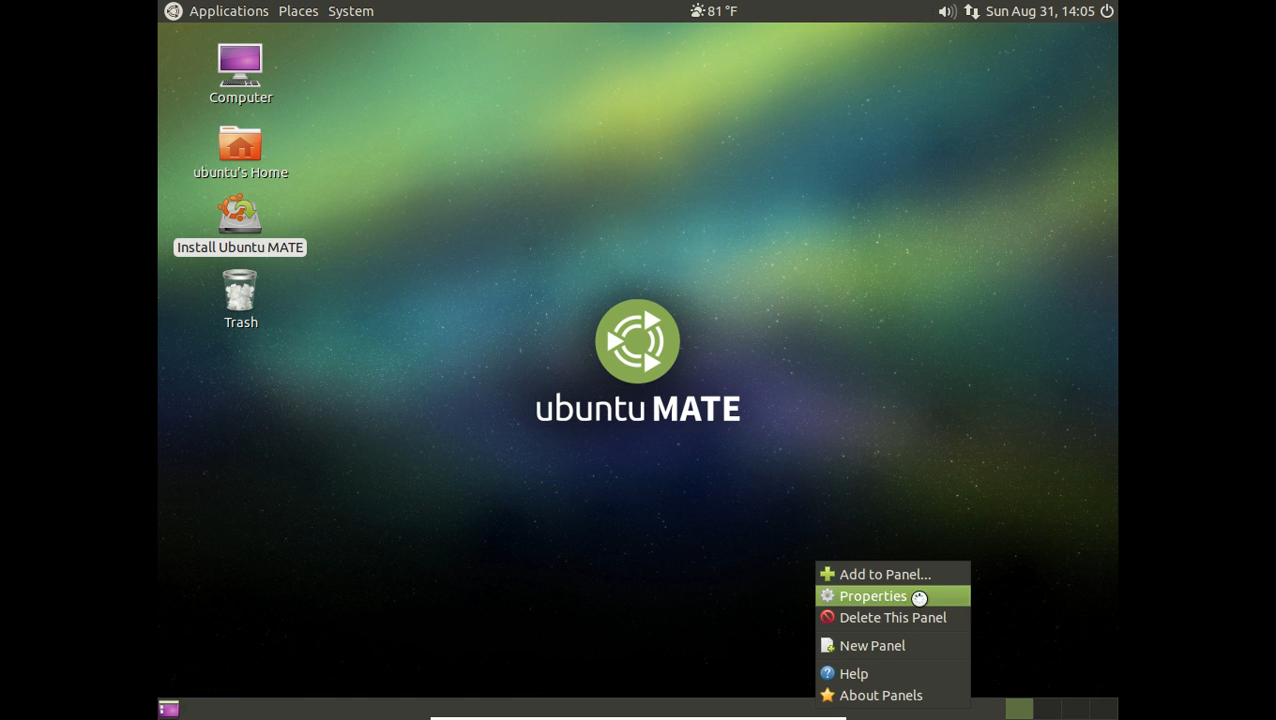 Applications Places System
81 °F
Sun Aug 31, 14:05
Computer
ubuntu's Home
Install Ubuntu MATE
Trash
ubuntu MATE
Add to Panel...
Properties
Delete This Panel
New Panel
Help
About Panels